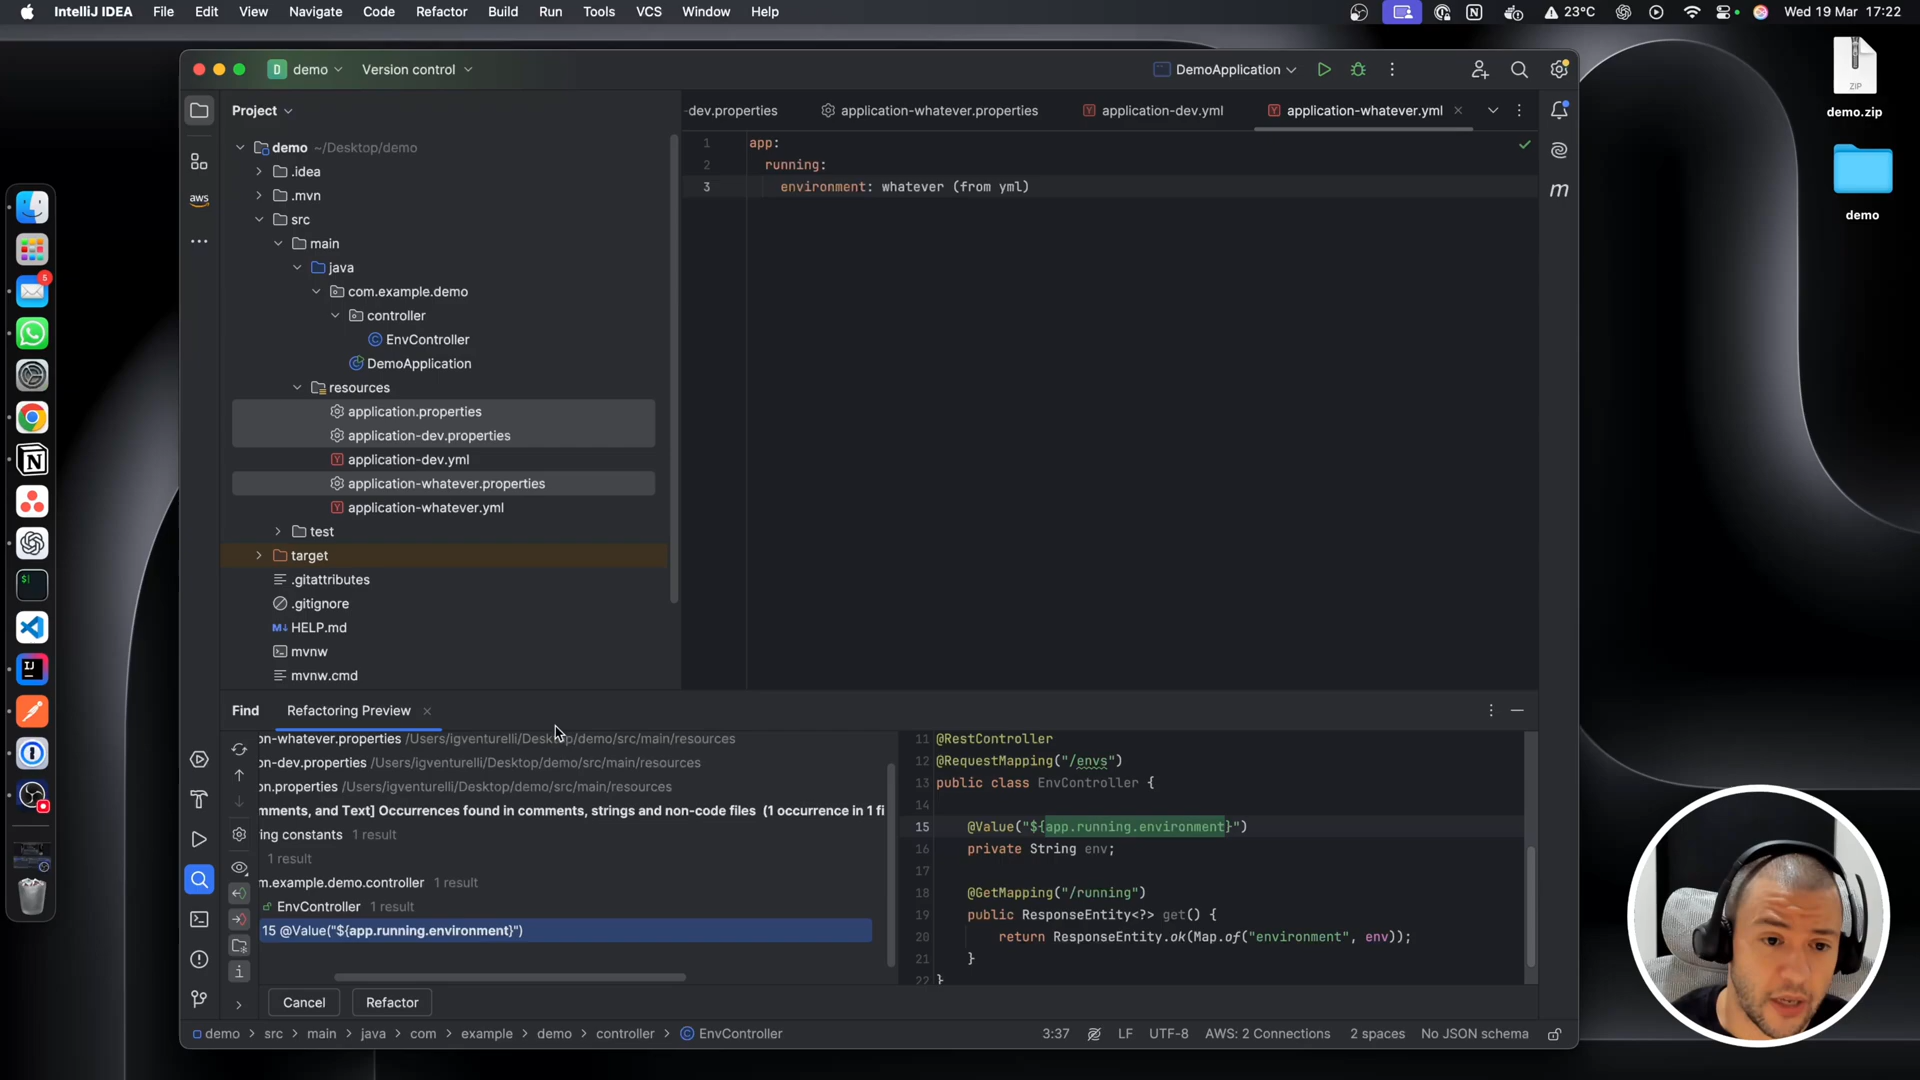 IntelliJ IDEA File Edit View Navigate Code Refactor Build Run Tools VCS Window Help
23°C Wed 19 Mar 17:22
D demo Version control
DemoApplication
ZIP
demo.zip
demo
Project
-dev.properties application-whatever.properties application-dev.yml application-whatever.yml
demo ~/Desktop/demo
.idea
.mvn
src
main
java
com.example.demo
controller
EnvController
DemoApplication
resources
application.properties
application-dev.properties
application-dev.yml
application-whatever.properties
application-whatever.yml
test
target
.gitattributes
.gitignore
HELP.md
mvnw
mvnw.cmd
aws
1 app:
2 running:
3 environment: whatever (from yml)
m
5
Find Refactoring Preview
on-whatever.properties /Users/igventurelli/Desktop/demo/src/main/resources
on-dev.properties /Users/igventurelli/Desktop/demo/src/main/resources
on.properties /Users/igventurelli/Desktop/demo/src/main/resources
mments, and Text] Occurrences found in comments, strings and non-code files (1 occurrence in 1 fi
ring constants 1 result
1 result
m.example.demo.controller 1 result
EnvController 1 result
15 @Value("${app.running.environment}")
Cancel Refactor
11 @RestController
12 @RequestMapping("/envs")
13 public class EnvController {
14
15 @Value("${app.running.environment}")
16 private String env;
17
18 @GetMapping("/running")
19 public ResponseEntity<?> get() {
20 return ResponseEntity.ok(Map.of("environment", env));
21 }
22 }
demo > src > main > java > com > example > demo > controller > EnvController
3:37 LF UTF-8 AWS: 2 Connections 2 spaces No JSON schema